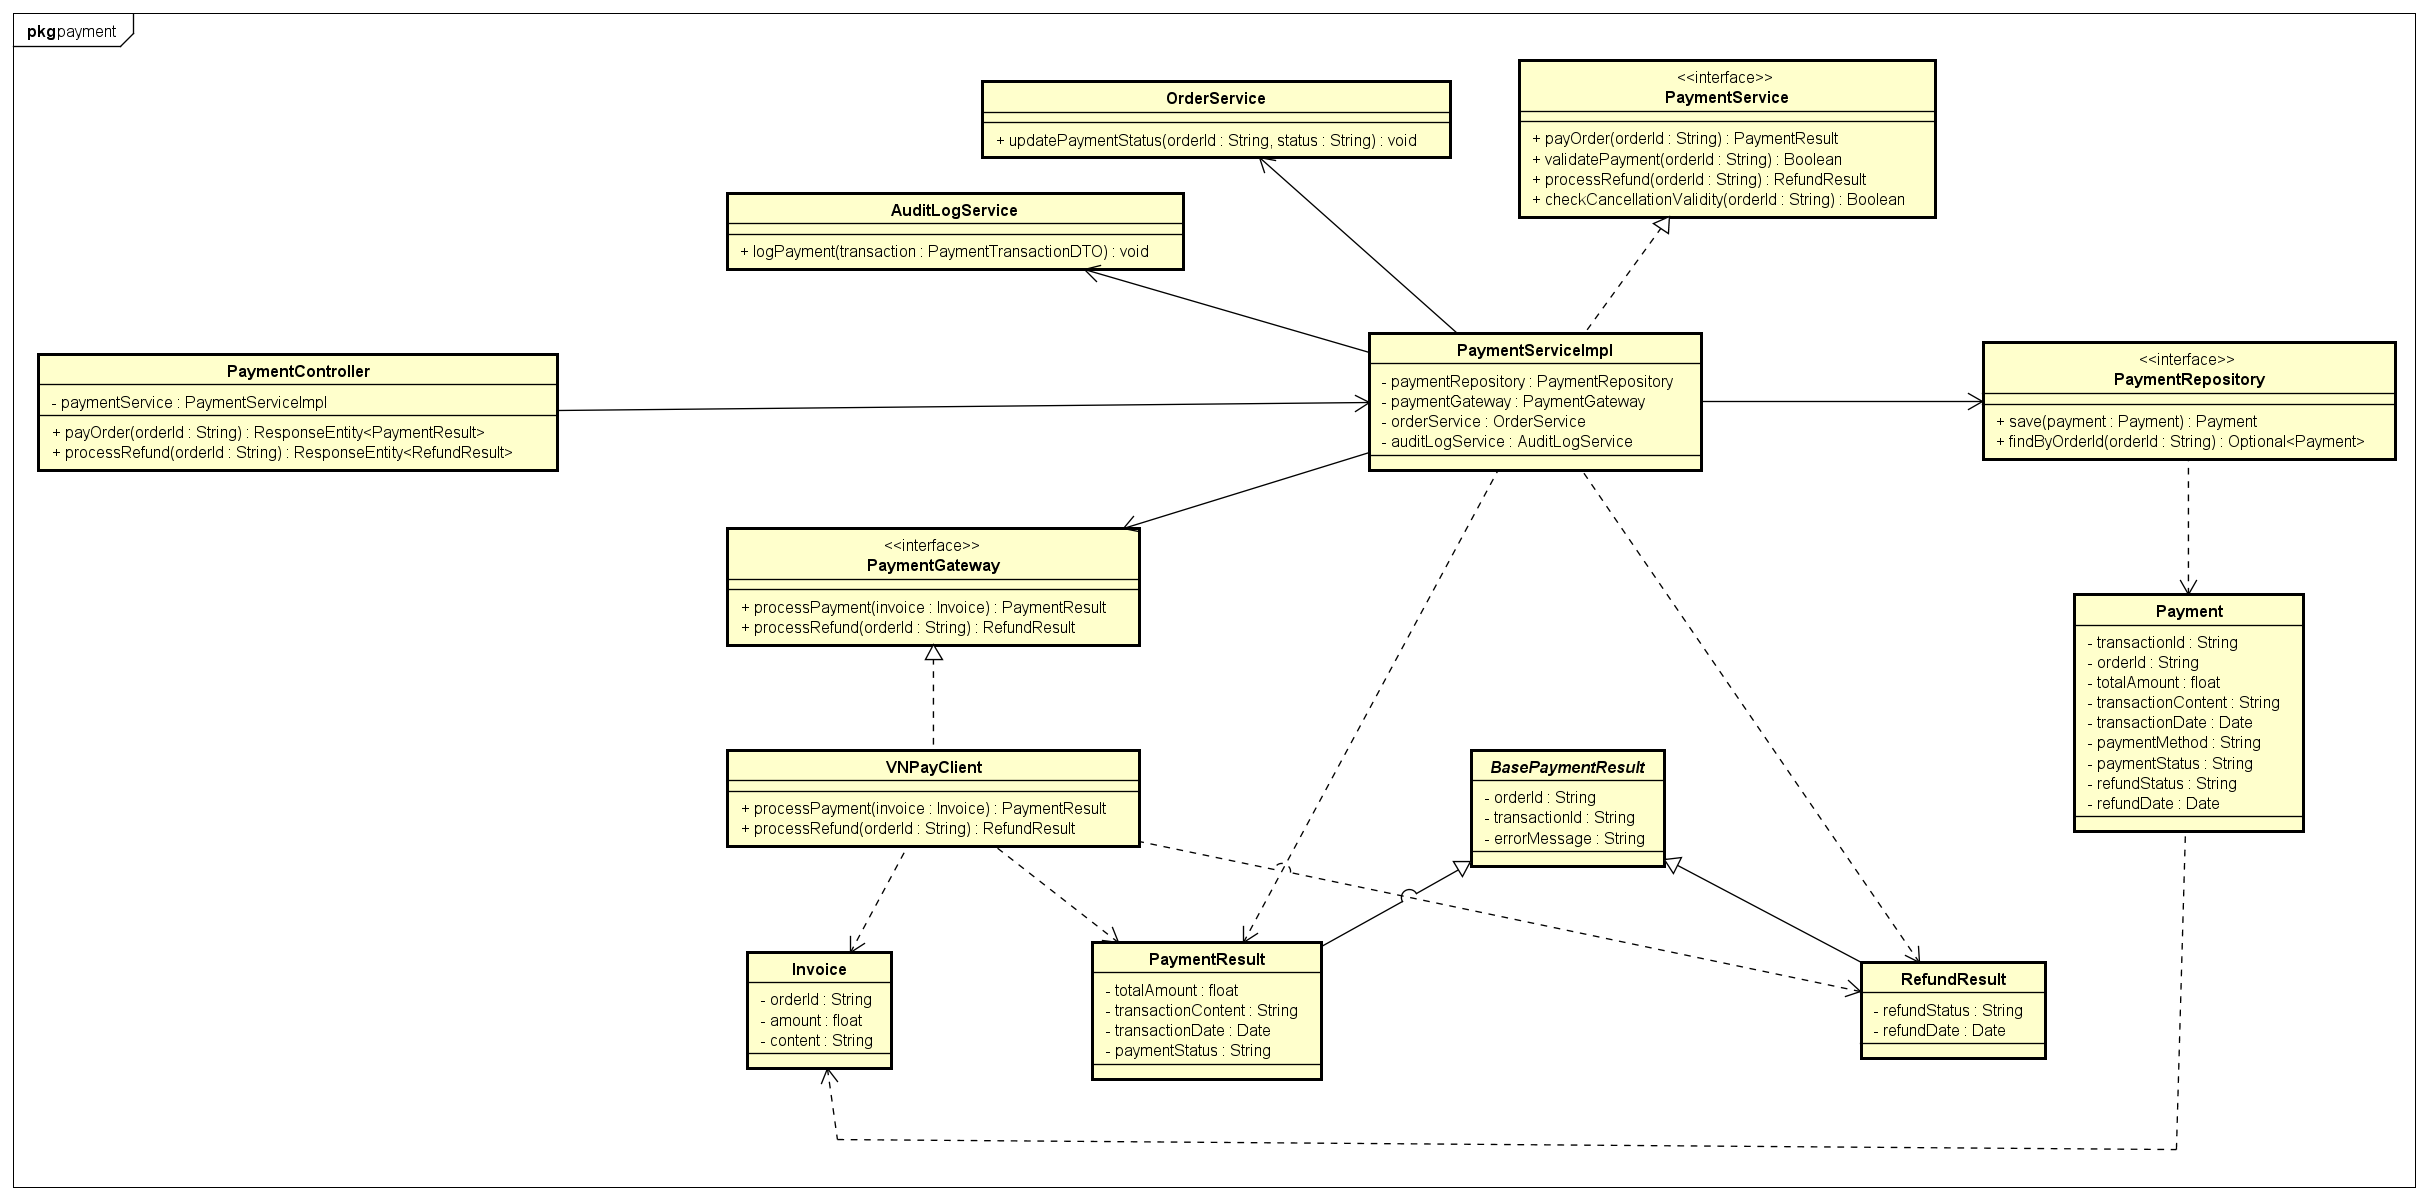 pkg payment
OrderService
+ updatePaymentStatus(orderId : String, status : String) : void
<<interface>>
PaymentService
+ payOrder(orderId : String) : PaymentResult
+ validatePayment(orderId : String) : Boolean
+ processRefund(orderId : String) : RefundResult
+ checkCancellationValidity(orderId : String) : Boolean
AuditLogService
+ logPayment(transaction : PaymentTransactionDTO) : void
PaymentController
- paymentService : PaymentServiceImpl
+ payOrder(orderId : String) : ResponseEntity<PaymentResult>
+ processRefund(orderId : String) : ResponseEntity<RefundResult>
PaymentServiceImpl
- paymentRepository : PaymentRepository
- paymentGateway : PaymentGateway
- orderService : OrderService
- auditLogService : AuditLogService
<<interface>>
PaymentRepository
+ save(payment : Payment) : Payment
+ findByOrderId(orderId : String) : Optional<Payment>
<<interface>>
PaymentGateway
+ processPayment(invoice : Invoice) : PaymentResult
+ processRefund(orderId : String) : RefundResult
Payment
- transactionId : String
- orderId : String
- totalAmount : float
- transactionContent : String
- transactionDate : Date
- paymentMethod : String
- paymentStatus : String
- refundStatus : String
- refundDate : Date
VNPayClient
+ processPayment(invoice : Invoice) : PaymentResult
+ processRefund(orderId : String) : RefundResult
BasePaymentResult
- orderId : String
- transactionId : String
- errorMessage : String
Invoice
- orderId : String
- amount : float
- content : String
PaymentResult
- totalAmount : float
- transactionContent : String
- transactionDate : Date
- paymentStatus : String
RefundResult
- refundStatus : String
- refundDate : Date